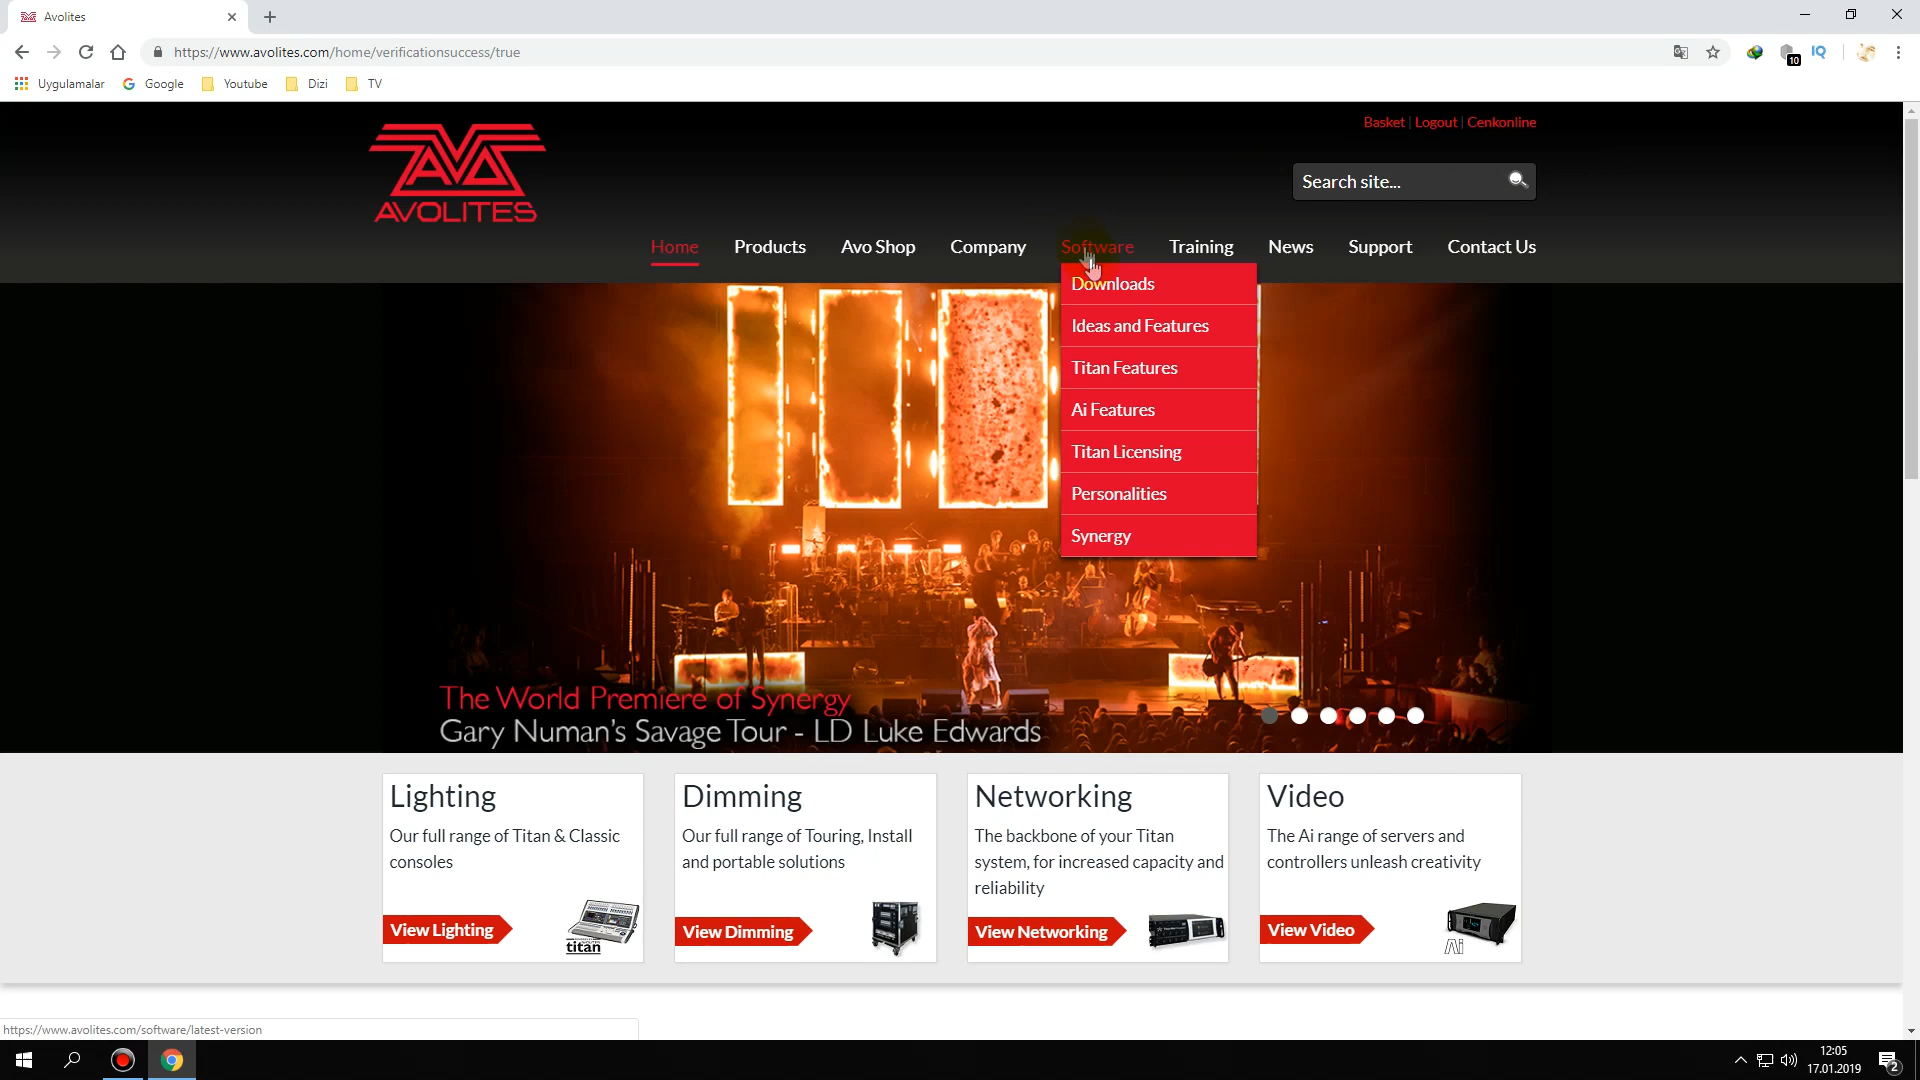 Avolites
https://www.avolites.com/home/verificationsuccess/true
10
Uygulamalar
Google
Youtube
Dizi
TV
Basket | Logout | Cenkonline
AVOLITES
Search site...
Home
Products
Avo Shop
Company
Software
Training
News
Support
Contact Us
Downloads
Ideas and Features
Titan Features
Ai Features
Titan Licensing
Personalities
Synergy
The World Premiere of Synergy
Gary Numan's Savage Tour - LD Luke Edwards
Lighting
Our full range of Titan & Classic
consoles
View Lighting
titan
Dimming
Our full range of Touring, Install
and portable solutions
View Dimming
Networking
The backbone of your Titan
system, for increased capacity and
reliability
View Networking
Video
The Ai range of servers and
controllers unleash creativity
View Video
Ai
https://www.avolites.com/software/latest-version
12:05
17.01.2019
2